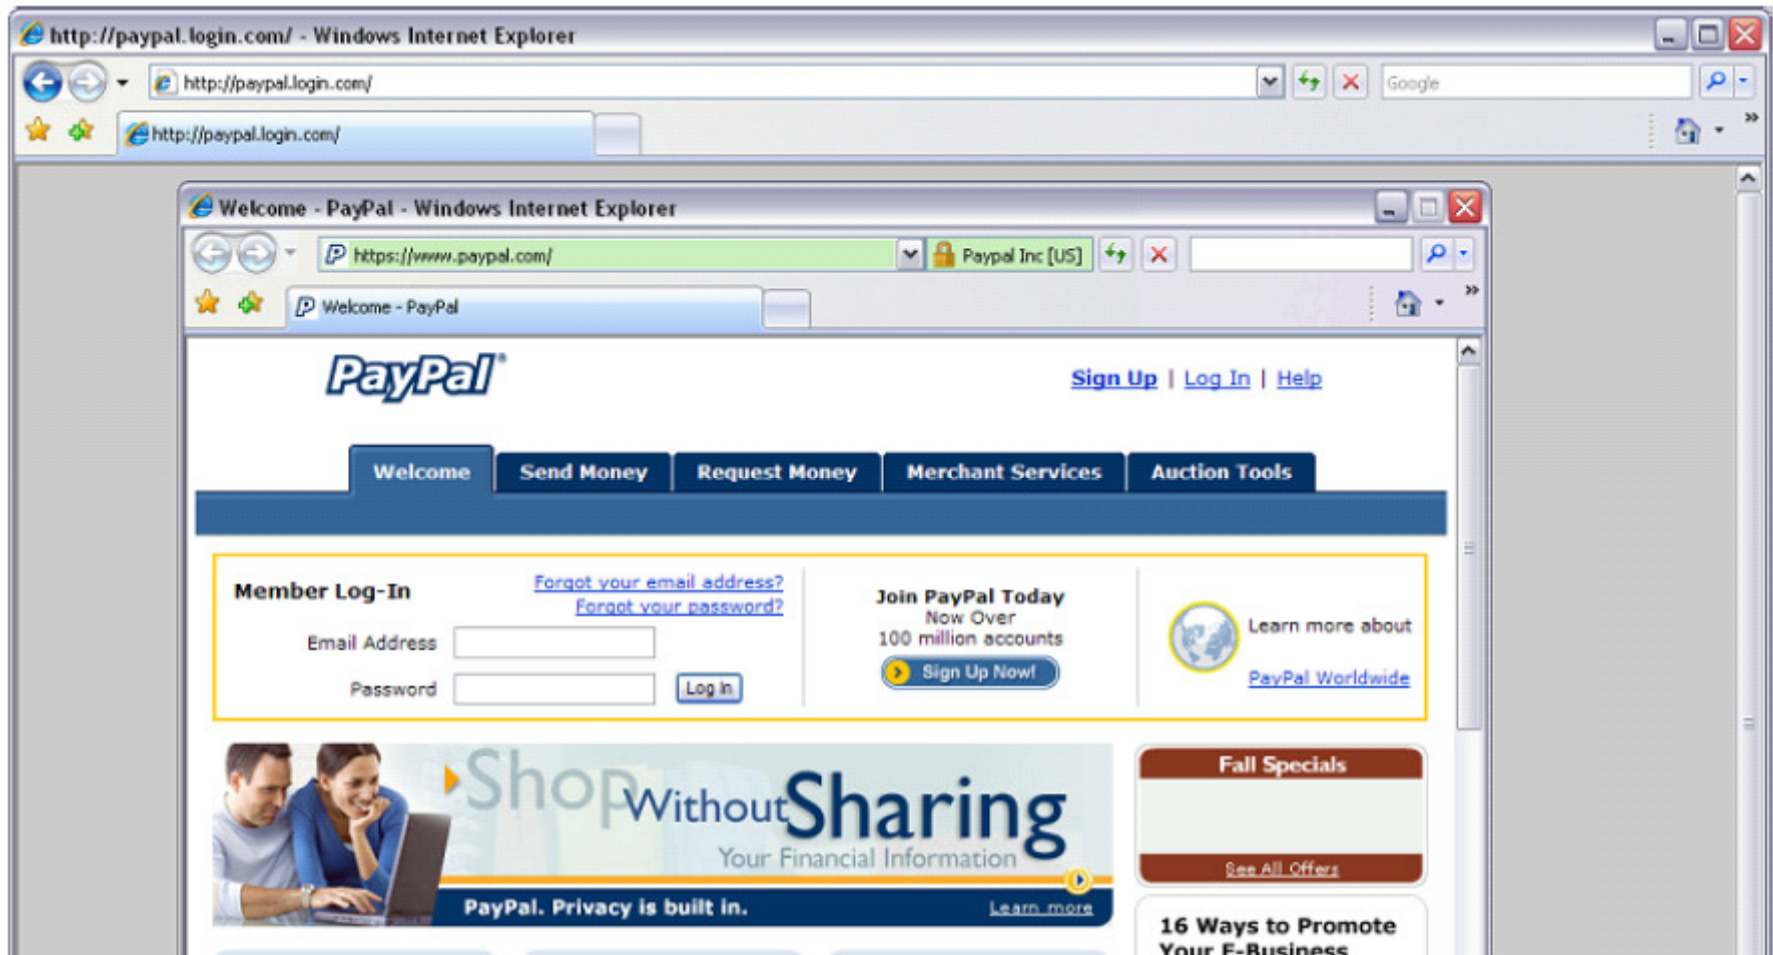 http://paypal.login.com/ - Windows Internet Explorer
http://paypal.login.com/
Google
http://paypal.login.com/
Welcome - PayPal - Windows Internet Explorer
https://www.paypal.com/
Paypal Inc [US]
Welcome - PayPal
PayPal®
Sign Up | Log In | Help
Welcome
Send Money
Request Money
Merchant Services
Auction Tools
Member Log-In
Forgot your email address?
Forgot your password?
Email Address
Password
Log In
Join PayPal Today
Now Over
100 million accounts
Sign Up Now!
Learn more about
PayPal Worldwide
Shop Without Sharing
Your Financial Information
PayPal. Privacy is built in.
Learn more
Fall Specials
See All Offers
16 Ways to Promote
Your E-Business